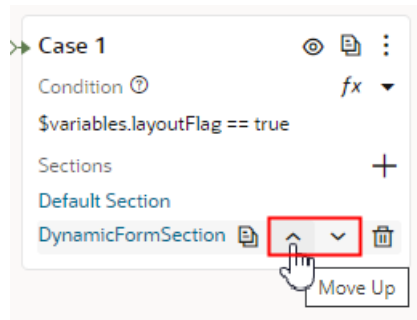 Case 1
Condition ?
fx
$variables.layoutFlag == true
Sections
Default Section
DynamicFormSection
Move Up